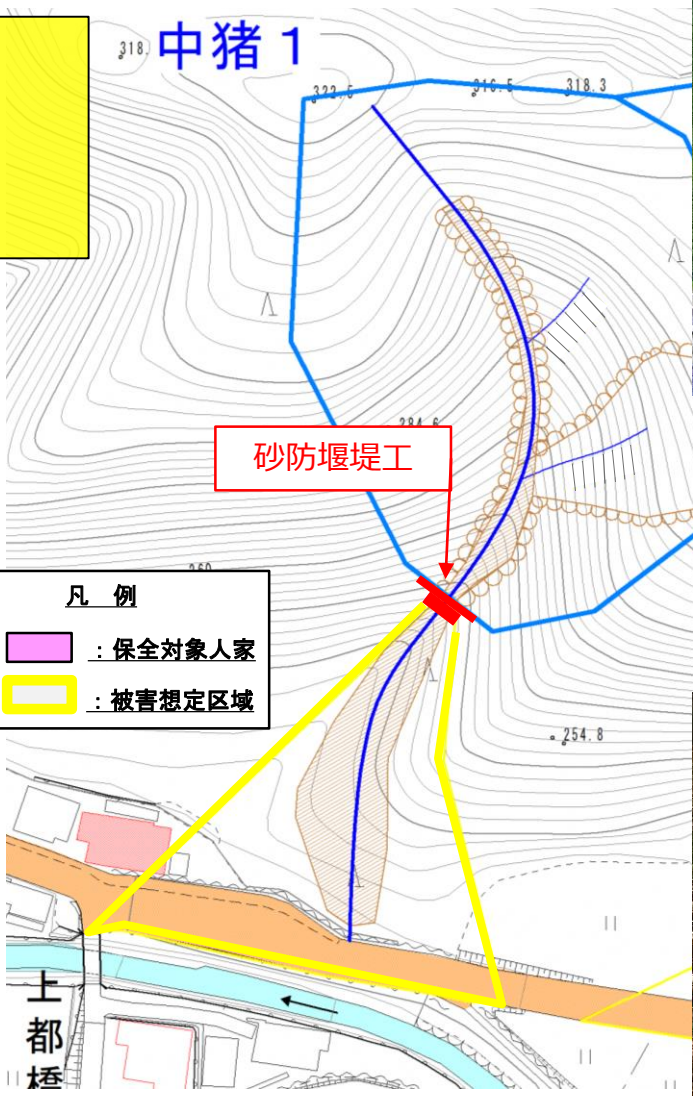 318.
中猪1
322.5
316.5
318.3
284.6
砂防堰堤工
260
凡 例
：保全対象人家
：被害想定区域
254.8
上都橋